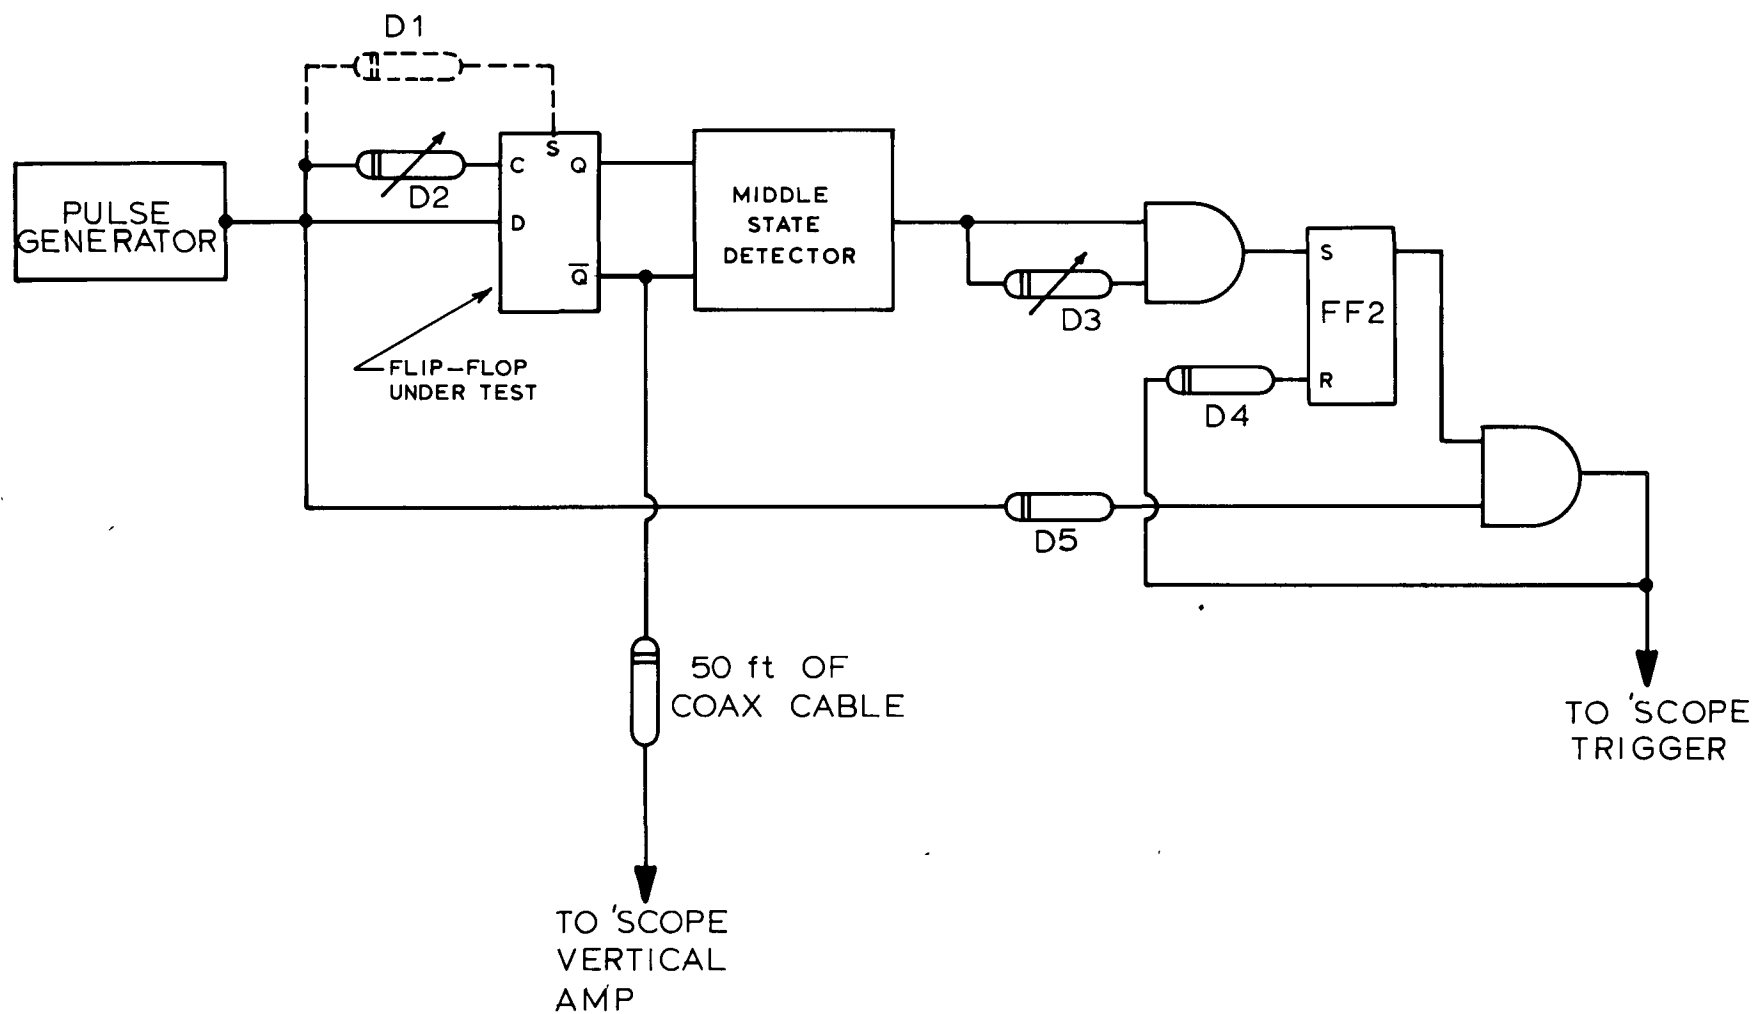 D1
S
C
Q
D2
PULSE
GENERATOR
D
Q̅
MIDDLE
STATE
DETECTOR
D3
S
FF2
R
FLIP-FLOP
UNDER TEST
D4
D5
50 ft OF
COAX CABLE
TO 'SCOPE
TRIGGER
TO 'SCOPE
VERTICAL
AMP